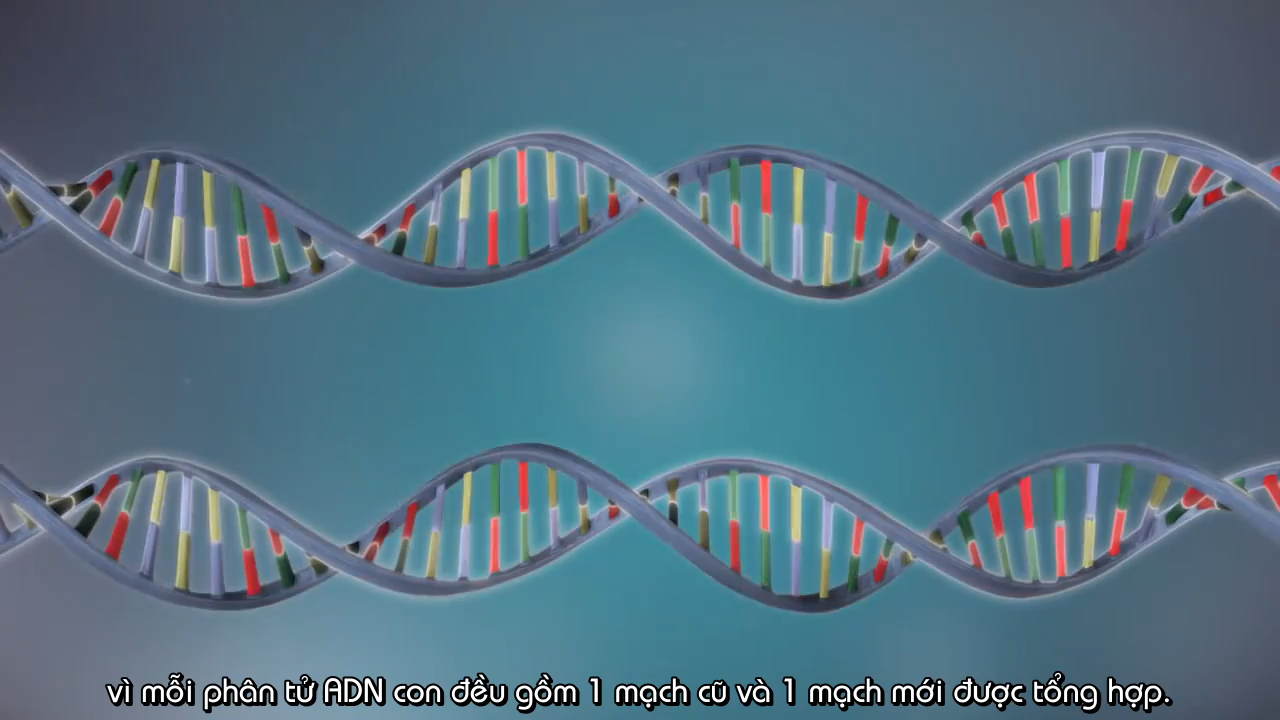 vì mỗi phân tử ADN con đều gồm 1 mạch cũ và 1 mạch mới được tổng hợp.